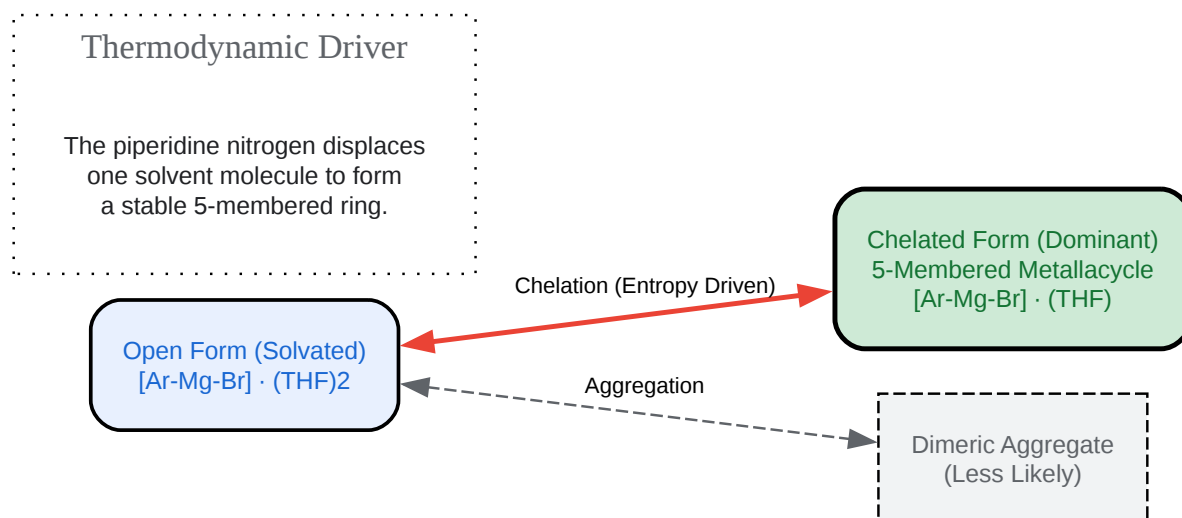 Thermodynamic Driver
The piperidine nitrogen displaces
one solvent molecule to form
a stable 5-membered ring.
Chelation (Entropy Driven)
Chelated Form (Dominant)
5-Membered Metallacycle
[Ar-Mg-Br] · (THF)
Open Form (Solvated)
[Ar-Mg-Br] · (THF)2
Aggregation
Dimeric Aggregate
(Less Likely)